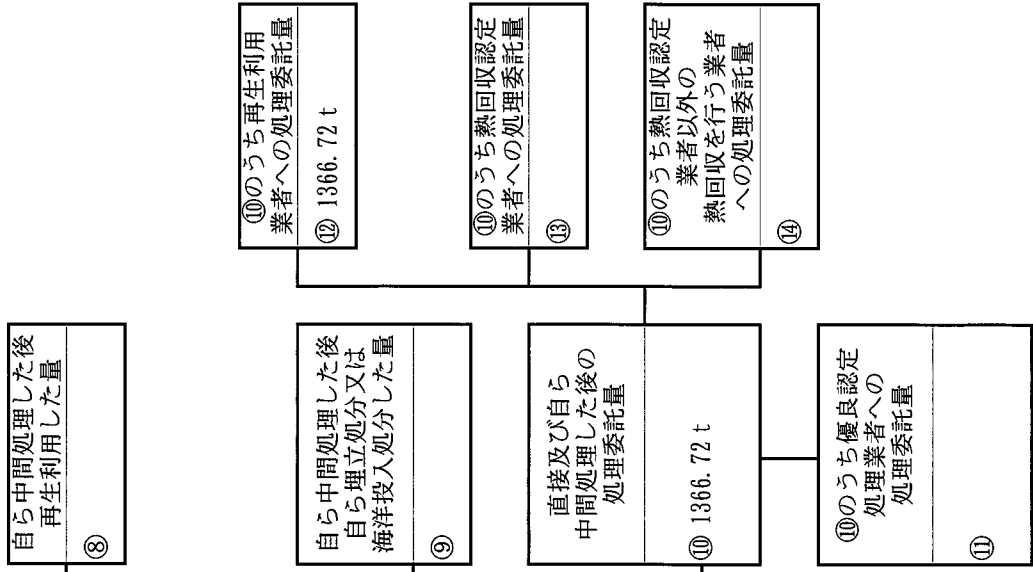 自ら中間処理した後
再生利用した量
⑧
自ら中間処理した後
自ら埋立処分又は
海洋投入処分した量
⑨
直接及び自ら
中間処理した後の
処理委託量
⑩ 1366.72 t
⑩のうち優良認定
処理業者への
処理委託量
⑪
⑩のうち再生利用
業者への処理委託量
⑫ 1366.72 t
⑩のうち熱回収認定
業者への処理委託量
⑬
⑩のうち熱回収認定
業者以外の
熱回収を行う業者
への処理委託量
⑭